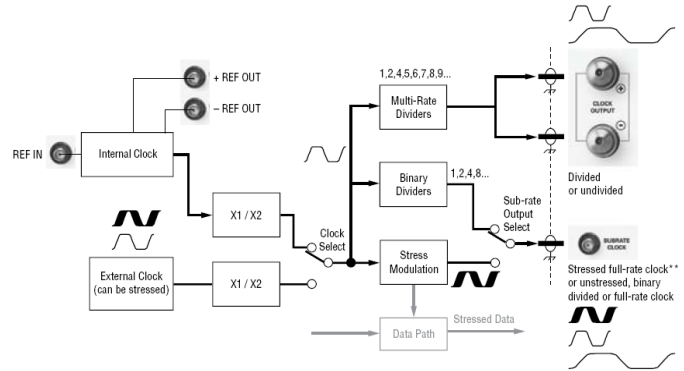 + REF OUT
– REF OUT
REF IN
Internal Clock
X1 / X2
External Clock
(can be stressed)
X1 / X2
Clock
Select
1,2,4,5,6,7,8,9...
Multi-Rate
Dividers
Binary
Dividers
1,2,4,8...
Sub-rate
Output
Select
Stress
Modulation
Data Path
Stressed Data
+
CLOCK
OUTPUT
–
Divided
or undivided
SUBRATE
CLOCK
Stressed full-rate clock**
or unstressed, binary
divided or full-rate clock